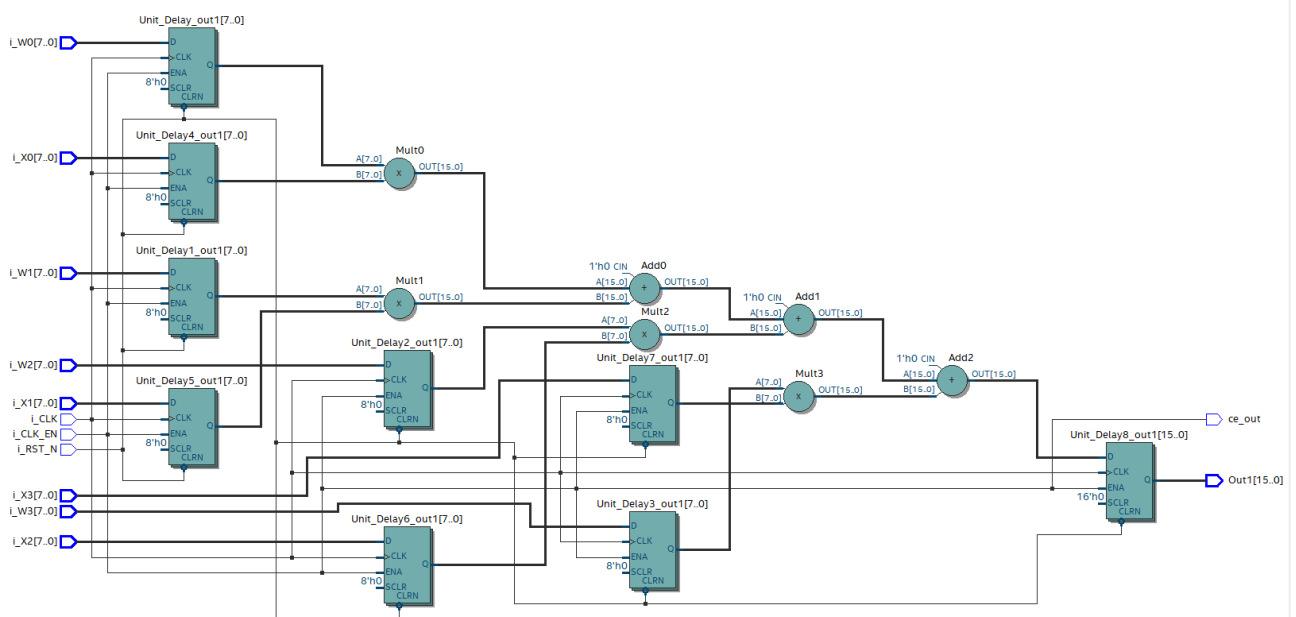 Unit_Delay_out1[7..0]
i_W0[7..0]
D
CLK
ENA
8'h0
SCLR
CLRN
Q
Unit_Delay4_out1[7..0]
i_X0[7..0]
D
CLK
ENA
8'h0
SCLR
CLRN
Q
Mult0
A[7..0]
B[7..0]
x
OUT[15..0]
Unit_Delay1_out1[7..0]
i_W1[7..0]
D
CLK
ENA
8'h0
SCLR
CLRN
Q
Mult1
A[7..0]
B[7..0]
x
OUT[15..0]
Add0
1'h0 CIN
A[15..0]
B[15..0]
+
OUT[15..0]
Mult2
A[7..0]
B[7..0]
x
OUT[15..0]
Add1
1'h0 CIN
A[15..0]
B[15..0]
+
OUT[15..0]
i_W2[7..0]
Unit_Delay2_out1[7..0]
D
CLK
ENA
8'h0
SCLR
CLRN
Q
Unit_Delay7_out1[7..0]
D
CLK
ENA
8'h0
SCLR
CLRN
Q
Mult3
A[7..0]
B[7..0]
x
OUT[15..0]
Add2
1'h0 CIN
A[15..0]
B[15..0]
+
OUT[15..0]
Unit_Delay5_out1[7..0]
i_X1[7..0]
i_CLK
i_CLK_EN
i_RST_N
D
CLK
ENA
8'h0
SCLR
CLRN
Q
ce_out
Unit_Delay8_out1[15..0]
D
CLK
ENA
16'h0
SCLR
CLRN
Q
Out1[15..0]
i_X3[7..0]
i_W3[7..0]
i_X2[7..0]
Unit_Delay6_out1[7..0]
D
CLK
ENA
8'h0
SCLR
CLRN
Q
Unit_Delay3_out1[7..0]
D
CLK
ENA
8'h0
SCLR
CLRN
Q